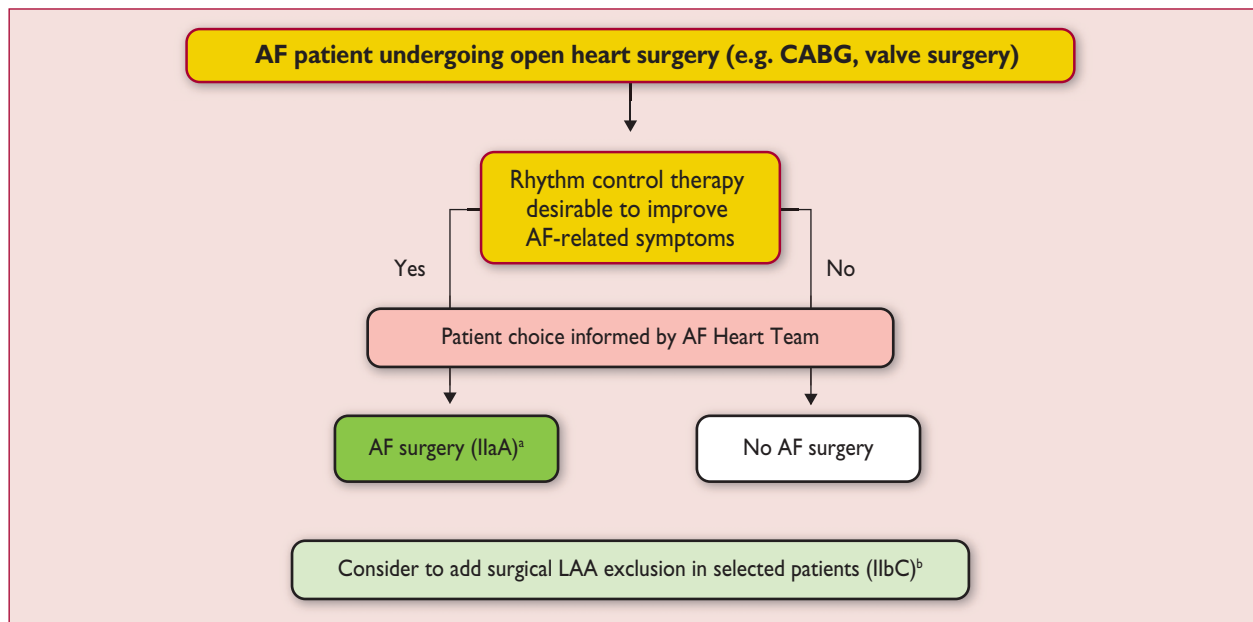 AF patient undergoing open heart surgery (e.g. CABG, valve surgery)
Rhythm control therapy
desirable to improve
AF-related symptoms
Yes
No
Patient choice informed by AF Heart Team
AF surgery (IIaA)ᵃ
No AF surgery
Consider to add surgical LAA exclusion in selected patients (IIbC)ᵇ